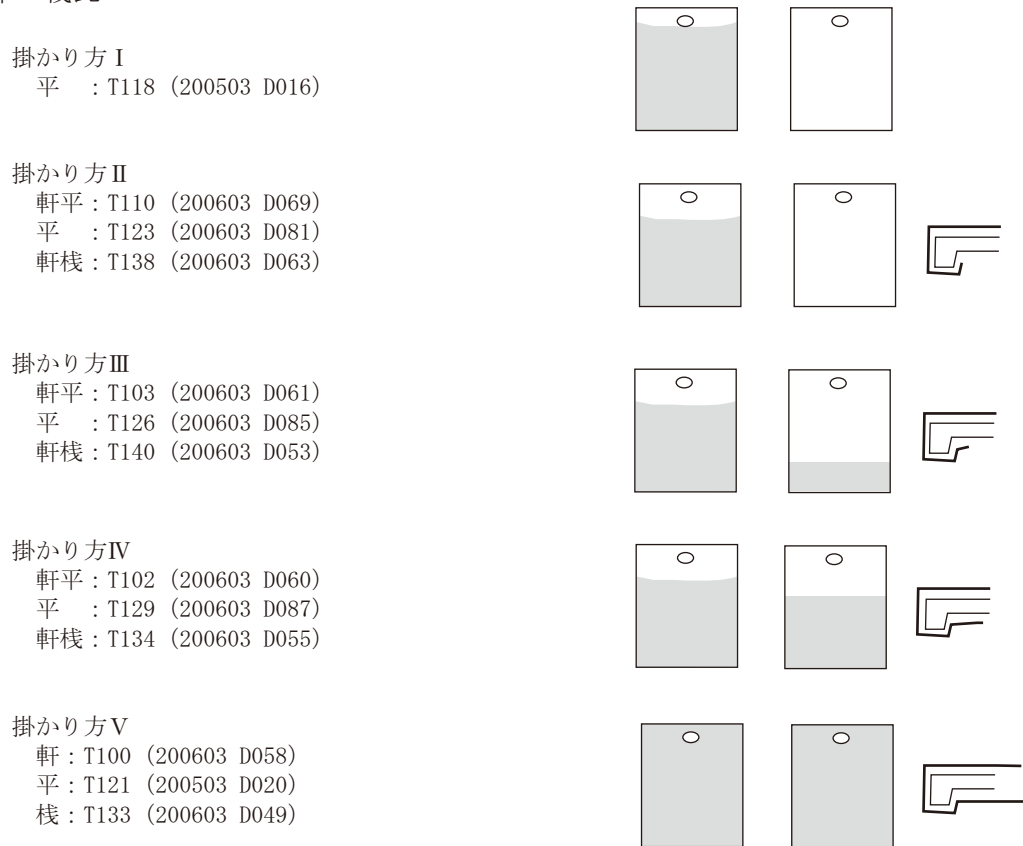 掛かり方Ⅰ
平 ：T118 (200503 D016)
掛かり方Ⅱ
軒平：T110 (200603 D069)
平 ：T123 (200603 D081)
軒桟：T138 (200603 D063)
掛かり方Ⅲ
軒平：T103 (200603 D061)
平 ：T126 (200603 D085)
軒桟：T140 (200603 D053)
掛かり方Ⅳ
軒平：T102 (200603 D060)
平 ：T129 (200603 D087)
軒桟：T134 (200603 D055)
掛かり方Ⅴ
軒：T100 (200603 D058)
平：T121 (200503 D020)
桟：T133 (200603 D049)